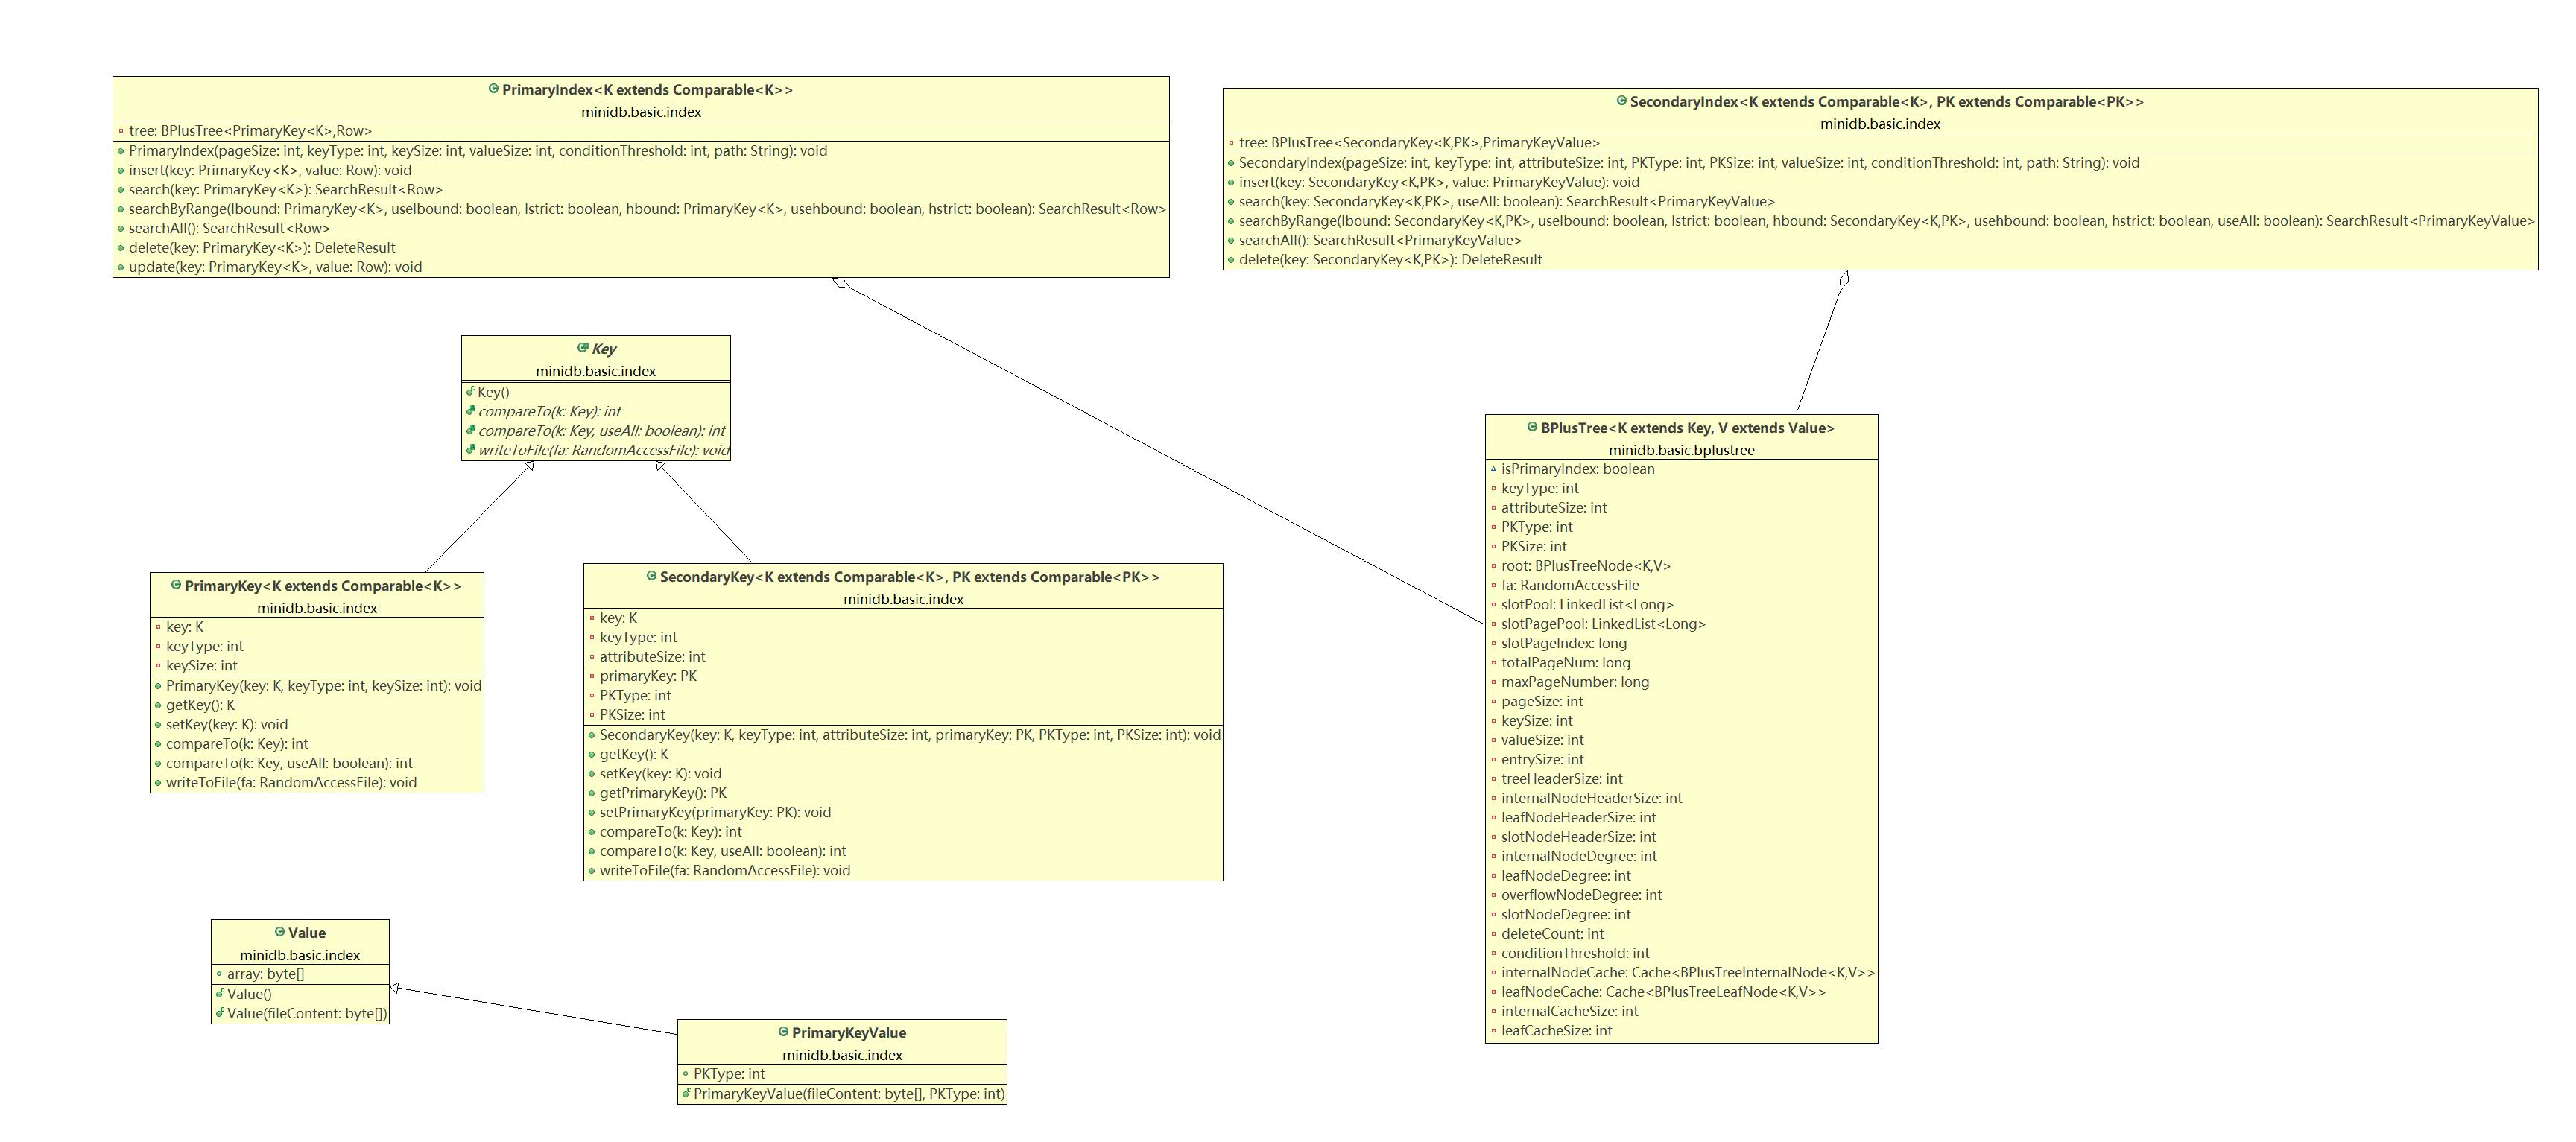 PrimaryIndex<K extends Comparable<K>>
minidb.basic.index
tree: BPlusTree<PrimaryKey<K>,Row>
PrimaryIndex(pageSize: int, keyType: int, keySize: int, valueSize: int, conditionThreshold: int, path: String): void
insert(key: PrimaryKey<K>, value: Row): void
search(key: PrimaryKey<K>): SearchResult<Row>
searchByRange(lbound: PrimaryKey<K>, uselbound: boolean, lstrict: boolean, hbound: PrimaryKey<K>, usehbound: boolean, hstrict: boolean): SearchResult<Row>
searchAll(): SearchResult<Row>
delete(key: PrimaryKey<K>): DeleteResult
update(key: PrimaryKey<K>, value: Row): void
SecondaryIndex<K extends Comparable<K>, PK extends Comparable<PK>>
minidb.basic.index
tree: BPlusTree<SecondaryKey<K,PK>,PrimaryKeyValue>
SecondaryIndex(pageSize: int, keyType: int, attributeSize: int, PKType: int, PKSize: int, valueSize: int, conditionThreshold: int, path: String): void
insert(key: SecondaryKey<K,PK>, value: PrimaryKeyValue): void
search(key: SecondaryKey<K,PK>, useAll: boolean): SearchResult<PrimaryKeyValue>
searchByRange(lbound: SecondaryKey<K,PK>, uselbound: boolean, lstrict: boolean, hbound: SecondaryKey<K,PK>, usehbound: boolean, hstrict: boolean, useAll: boolean): SearchResult<PrimaryKeyValue>
searchAll(): SearchResult<PrimaryKeyValue>
delete(key: SecondaryKey<K,PK>): DeleteResult
Key
minidb.basic.index
Key()
compareTo(k: Key): int
compareTo(k: Key, useAll: boolean): int
writeToFile(fa: RandomAccessFile): void
PrimaryKey<K extends Comparable<K>>
minidb.basic.index
key: K
keyType: int
keySize: int
PrimaryKey(key: K, keyType: int, keySize: int): void
getKey(): K
setKey(key: K): void
compareTo(k: Key): int
compareTo(k: Key, useAll: boolean): int
writeToFile(fa: RandomAccessFile): void
SecondaryKey<K extends Comparable<K>, PK extends Comparable<PK>>
minidb.basic.index
key: K
keyType: int
attributeSize: int
primaryKey: PK
PKType: int
PKSize: int
SecondaryKey(key: K, keyType: int, attributeSize: int, primaryKey: PK, PKType: int, PKSize: int): void
getKey(): K
setKey(key: K): void
getPrimaryKey(): PK
setPrimaryKey(primaryKey: PK): void
compareTo(k: Key): int
compareTo(k: Key, useAll: boolean): int
writeToFile(fa: RandomAccessFile): void
BPlusTree<K extends Key, V extends Value>
minidb.basic.bplustree
isPrimaryIndex: boolean
keyType: int
attributeSize: int
PKType: int
PKSize: int
root: BPlusTreeNode<K,V>
fa: RandomAccessFile
slotPool: LinkedList<Long>
slotPagePool: LinkedList<Long>
slotPageIndex: long
totalPageNum: long
maxPageNumber: long
pageSize: int
keySize: int
valueSize: int
entrySize: int
treeHeaderSize: int
internalNodeHeaderSize: int
leafNodeHeaderSize: int
slotNodeHeaderSize: int
internalNodeDegree: int
leafNodeDegree: int
overflowNodeDegree: int
slotNodeDegree: int
deleteCount: int
conditionThreshold: int
internalNodeCache: Cache<BPlusTreeInternalNode<K,V>>
leafNodeCache: Cache<BPlusTreeLeafNode<K,V>>
internalCacheSize: int
leafCacheSize: int
Value
minidb.basic.index
array: byte[]
Value()
Value(fileContent: byte[])
PrimaryKeyValue
minidb.basic.index
PKType: int
PrimaryKeyValue(fileContent: byte[], PKType: int)